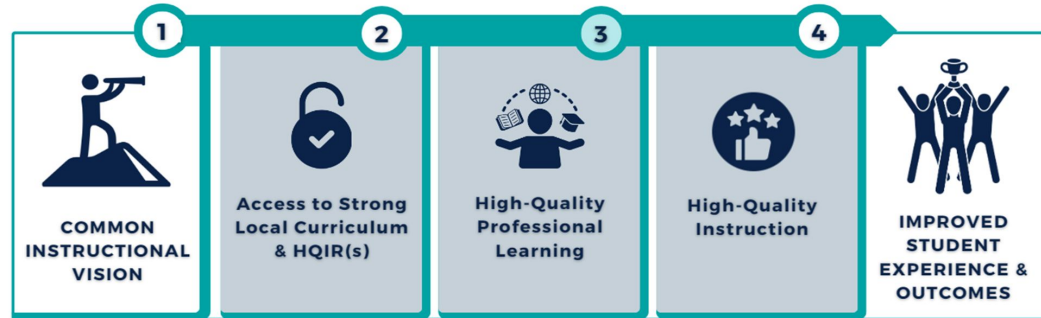 1
2
3
4
COMMON
INSTRUCTIONAL
VISION
Access to Strong
Local Curriculum
& HQIR(s)
High-Quality
Professional
Learning
High-Quality
Instruction
IMPROVED
STUDENT
EXPERIENCE &
OUTCOMES